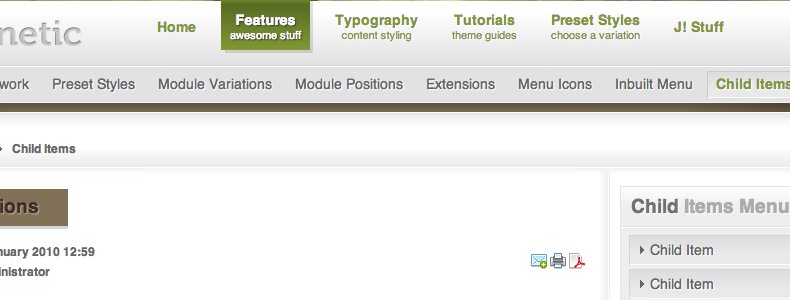 netic
Home
Features
awesome stuff
Typography
content styling
Tutorials
theme guides
Preset Styles
choose a variation
J! Stuff
work Preset Styles Module Variations Module Positions Extensions Menu Icons Inbuilt Menu Child Items
Child Items
ions
Child Items Menu
nuary 2010 12:59
Child Item
inistrator
Child Item